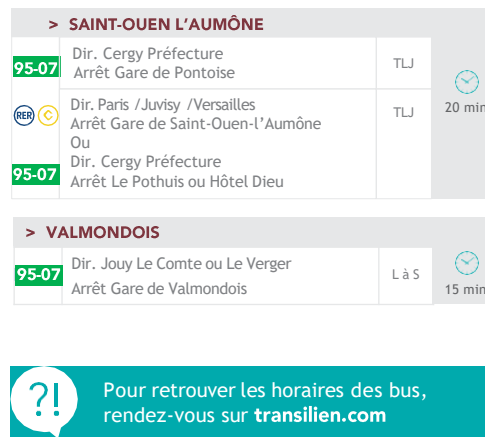 > SAINT-OUEN L’AUMÔNE
95-07
Dir. Cergy Préfecture
Arrêt Gare de Pontoise
TLJ
20 min
RER C
Dir. Paris /Juvisy /Versailles
Arrêt Gare de Saint-Ouen-l’Aumône
Ou
TLJ
95-07
Dir. Cergy Préfecture
Arrêt Le Pothuis ou Hôtel Dieu
> VALMONDOIS
95-07
Dir. Jouy Le Comte ou Le Verger
Arrêt Gare de Valmondois
L à S
15 min
?!
Pour retrouver les horaires des bus,
rendez-vous sur transilien.com